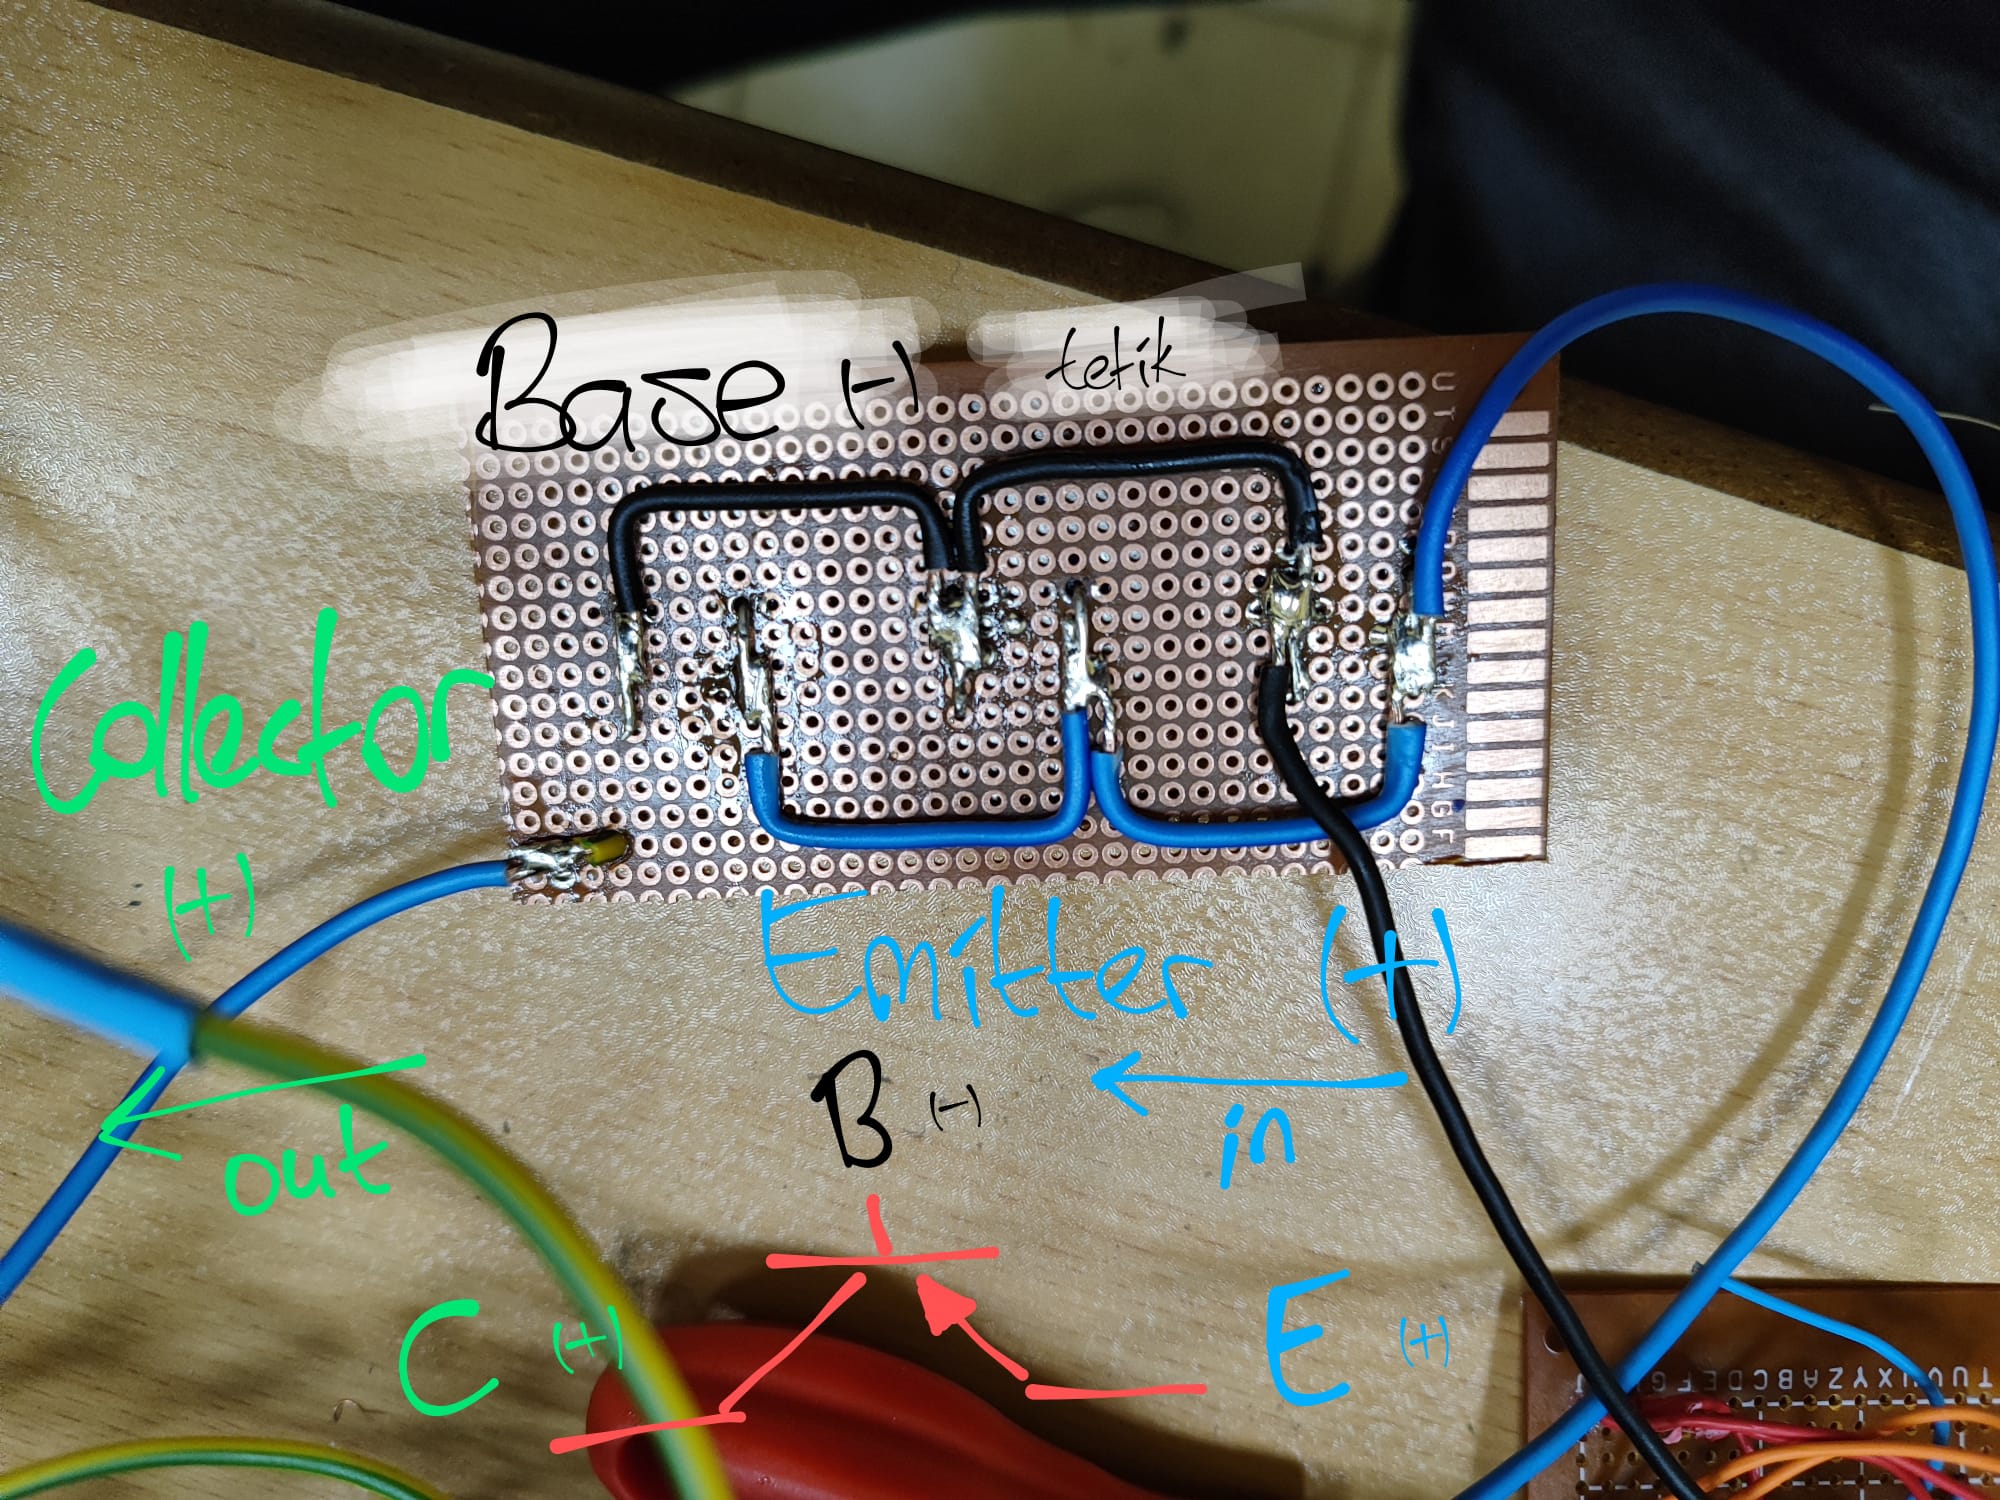 Base (-)
tetik
Collector
(+)
Emitter (+)
out
in
B (-)
C (+)
E (+)
U
T
S
K
J
I
H
G
F
G F E D C B A Z Y X
V U T